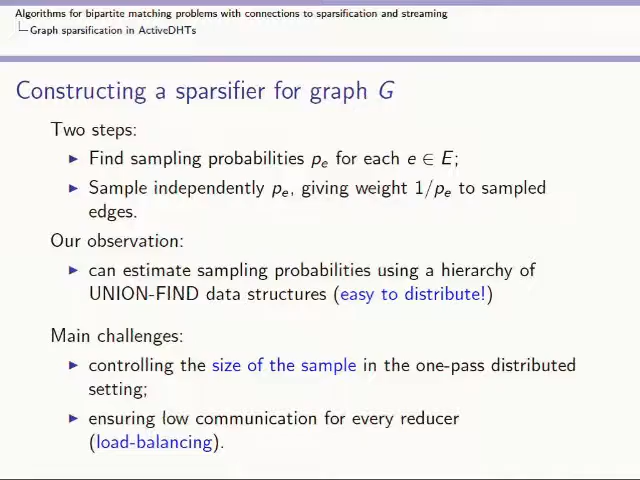 Algorithms for bipartite matching problems with connections to sparsification and streaming
Graph sparsification in ActiveDHTs
Constructing a sparsifier for graph G
Two steps:
▶ Find sampling probabilities pₑ for each e ∈ E;
▶ Sample independently pₑ, giving weight 1/pₑ to sampled
edges.
Our observation:
▶ can estimate sampling probabilities using a hierarchy of
UNION-FIND data structures (easy to distribute!)
Main challenges:
▶ controlling the size of the sample in the one-pass distributed
setting;
▶ ensuring low communication for every reducer
(load-balancing).